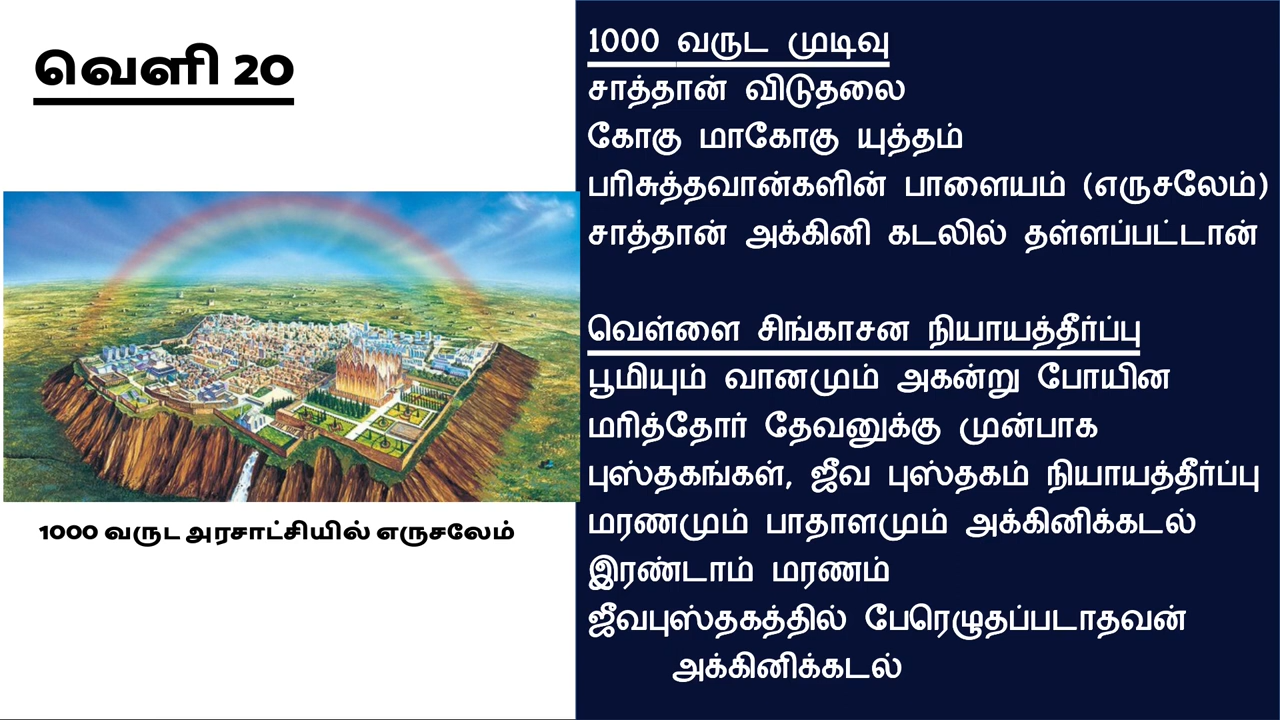 வெளி 20
1000 வருட அரசாட்சியில் எருசலேம்
1000 வருட முடிவு
சாத்தான் விடுதலை
கோகு மாகோகு யுத்தம்
பரிசுத்தவான்களின் பாளையம் (எருசலேம்)
சாத்தான் அக்கினி கடலில் தள்ளப்பட்டான்
வெள்ளை சிங்காசன நியாயத்தீர்ப்பு
பூமியும் வானமும் அகன்று போயின
மரித்தோர் தேவனுக்கு முன்பாக
புஸ்தகங்கள், ஜீவ புஸ்தகம் நியாயத்தீர்ப்பு
மரணமும் பாதாளமும் அக்கினிக்கடல்
இரண்டாம் மரணம்
ஜீவபுஸ்தகத்தில் பேரெழுதப்படாதவன்
அக்கினிக்கடல்